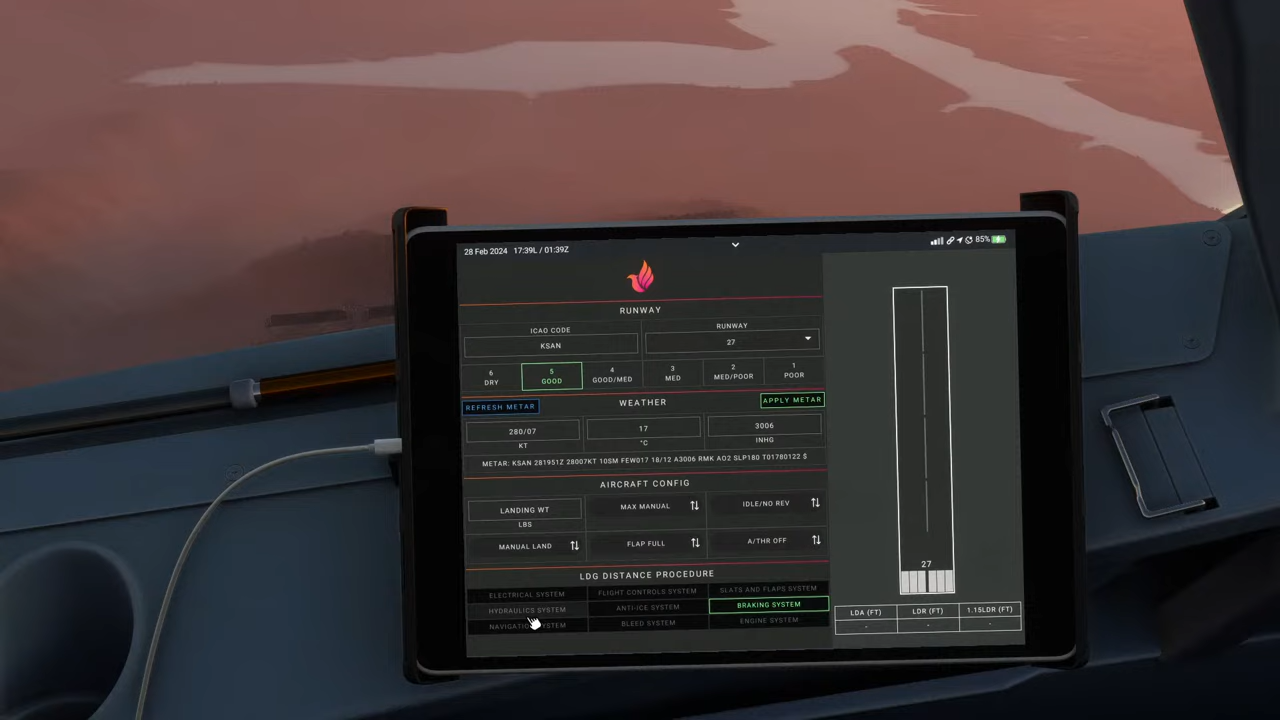 28 Feb 2024 17:39L / 01:39Z
85%
RUNWAY
ICAO CODE
RUNWAY
KSAN
27
6 DRY
5 GOOD
4 GOOD/MED
3 MED
2 MED/POOR
1 POOR
REFRESH METAR
WEATHER
APPLY METAR
280/07
17
3006
KT
°C
INHG
METAR: KSAN 281951Z 28007KT 10SM FEW017 18/12 A3006 RMK AO2 SLP180 T01780122 $
AIRCRAFT CONFIG
LANDING WT
MAX MANUAL
IDLE/NO REV
LBS
MANUAL LAND
FLAP FULL
A/THR OFF
LDG DISTANCE PROCEDURE
ELECTRICAL SYSTEM
FLIGHT CONTROLS SYSTEM
SLATS AND FLAPS SYSTEM
HYDRAULICS SYSTEM
ANTI-ICE SYSTEM
BRAKING SYSTEM
BLEED SYSTEM
ENGINE SYSTEM
27
LDA (FT)
LDR (FT)
1.15LDR (FT)
-
-
-